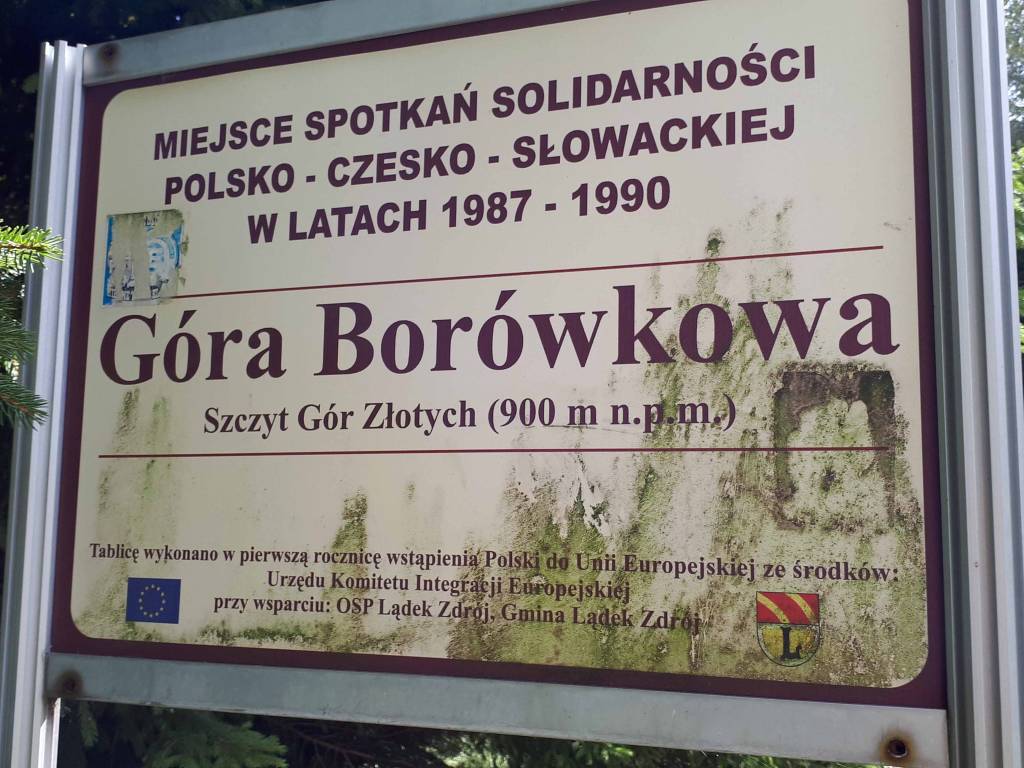 MIEJSCE SPOTKAŃ SOLIDARNOŚCI
POLSKO - CZESKO - SŁOWACKIEJ
W LATACH 1987 - 1990
Góra Borówkowa
Szczyt Gór Złotych (900 m n.p.m.)
Tablicę wykonano w pierwszą rocznicę wstąpienia Polski do Unii Europejskiej ze środków:
Urzędu Komitetu Integracji Europejskiej
przy wsparciu: OSP Lądek Zdrój, Gmina Lądek Zdrój
L